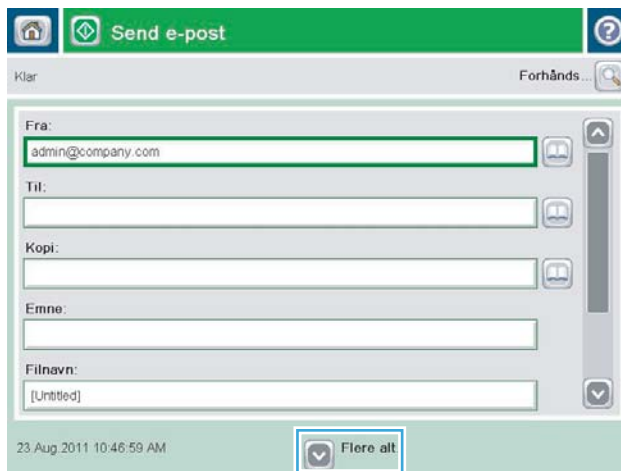 Send e-post
Klar
Forhånds...
Fra:
admin@company.com
Til:
Kopi:
Emne:
Filnavn:
[Untitled]
23 Aug 2011 10:46:59 AM
Flere alt